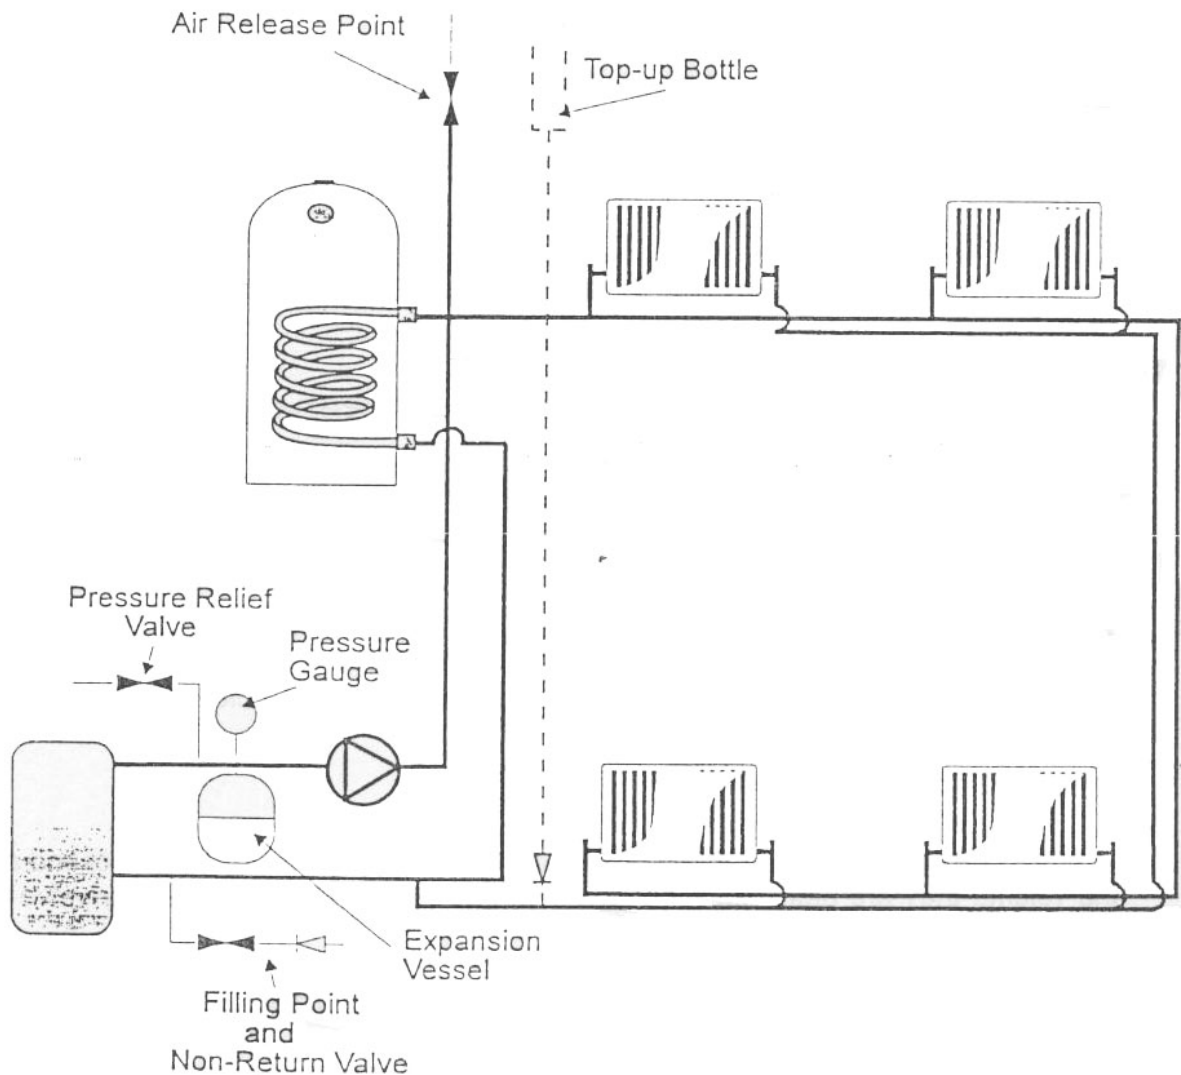 Air Release Point
Top-up Bottle
Pressure Relief
Valve
Pressure
Gauge
Expansion
Vessel
Filling Point
and
Non-Return Valve